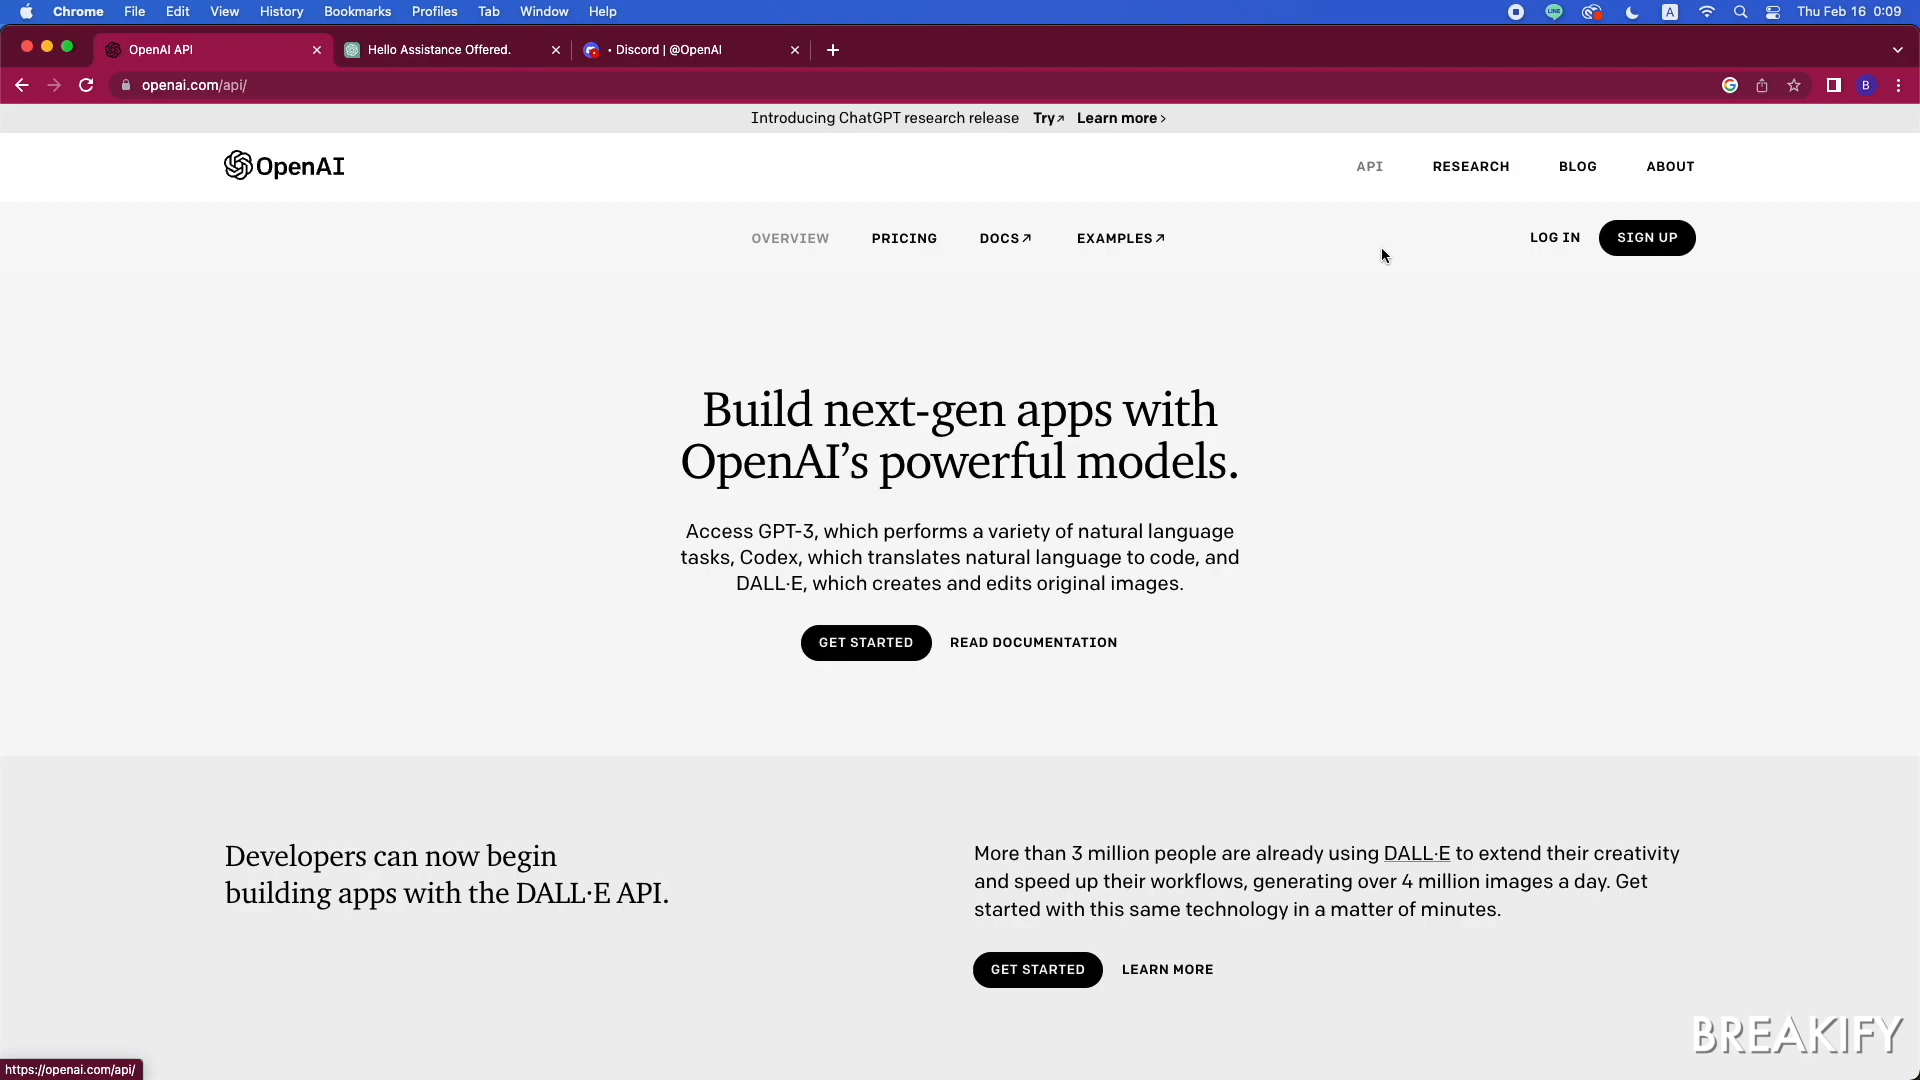 Chrome File Edit View History Bookmarks Profiles Tab Window Help
LINE A Thu Feb 16 0:09
OpenAI API
Hello Assistance Offered.
• Discord | @OpenAI
openai.com/api/
B
Introducing ChatGPT research release Try↗ Learn more ›
OpenAI
API RESEARCH BLOG ABOUT
OVERVIEW PRICING DOCS↗ EXAMPLES↗
LOG IN SIGN UP
Build next-gen apps with
OpenAI’s powerful models.
Access GPT-3, which performs a variety of natural language
tasks, Codex, which translates natural language to code, and
DALL·E, which creates and edits original images.
GET STARTED READ DOCUMENTATION
Developers can now begin
building apps with the DALL·E API.
More than 3 million people are already using DALL·E to extend their creativity
and speed up their workflows, generating over 4 million images a day. Get
started with this same technology in a matter of minutes.
GET STARTED LEARN MORE
BREAKIFY
https://openai.com/api/